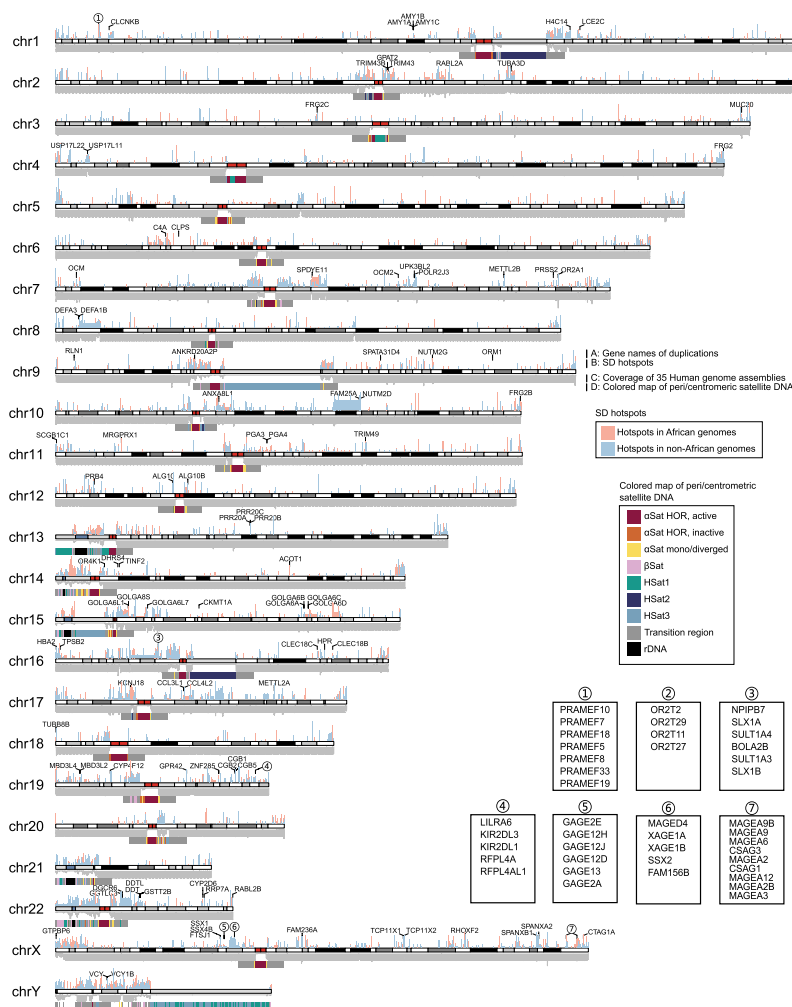 ① CLCNKB
AMY1B
AMY1A AMY1C
H4C14 LCE2C
chr1
GPAT2
TRIM43B TRIM43 RABL2A TUBA3D
chr2
FRG2C MUC20
chr3
USP17L22 USP17L11 FRG2
chr4
chr5
C4A CLPS
chr6
OCM SPDYE11 OCM2 UPK3BL2 POLR2J3 METTL2B PRSS2 OR2A1
chr7
DEFA3 DEFA1B
chr8
RLN1 ANKRD20A2P SPATA31D4 NUTM2G ORM1
chr9
A: Gene names of duplications
B: SD hotspots
C: Coverage of 35 Human genome assemblies
D: Colored map of peri/centromeric satellite DNA
ANXA8L1 FAM25A NUTM2D FRG2B
chr10
SCGB1C1 MRGPRX1 PGA3 PGA4 TRIM49
chr11
PRB4 ALG10 ALG10B
chr12
PRR20C
PRR20A PRR20B
chr13
OR4K1 DHRS4 TINF2 ACOT1
chr14
GOLGA6L1 GOLGA8S GOLGA6L7 CKMT1A GOLGA6B GOLGA6A GOLGA6C GOLGA6D
chr15
HBA2 TPSB2 ③ CLEC18C HPR CLEC18B
chr16
KCNJ18 CCL3L1 CCL4L2 METTL2A
chr17
TUBB8B
chr18
MBD3L4 MBD3L2 CYP4F12 GPR42 ZNF285 CGB2 CGB1 CGB5 ④
chr19
chr20
chr21
DGCR6 GGTLC3 DDTL DDT GSTT2B CYP2D6 RRP7A RABL2B
chr22
GTPBP6 SSX1 SSX4B FTSJ1 ⑤ ⑥ FAM236A TCP11X1 TCP11X2 RHOXF2 SPANXB1 SPANXA2 ⑦ CTAG1A
chrX
VCY VCY1B
chrY
SD hotspots
Hotspots in African genomes
Hotspots in non-African genomes
Colored map of peri/centrometric
satellite DNA
αSat HOR, active
αSat HOR, inactive
αSat mono/diverged
βSat
HSat1
HSat2
HSat3
Transition region
rDNA
①
PRAMEF10
PRAMEF7
PRAMEF18
PRAMEF5
PRAMEF8
PRAMEF33
PRAMEF19
②
OR2T2
OR2T29
OR2T11
OR2T27
③
NPIPB7
SLX1A
SULT1A4
BOLA2B
SULT1A3
SLX1B
④
LILRA6
KIR2DL3
KIR2DL1
RFPL4A
RFPL4AL1
⑤
GAGE2E
GAGE12H
GAGE12J
GAGE12D
GAGE13
GAGE2A
⑥
MAGED4
XAGE1A
XAGE1B
SSX2
FAM156B
⑦
MAGEA9B
MAGEA9
MAGEA6
CSAG3
MAGEA2
CSAG1
MAGEA12
MAGEA2B
MAGEA3